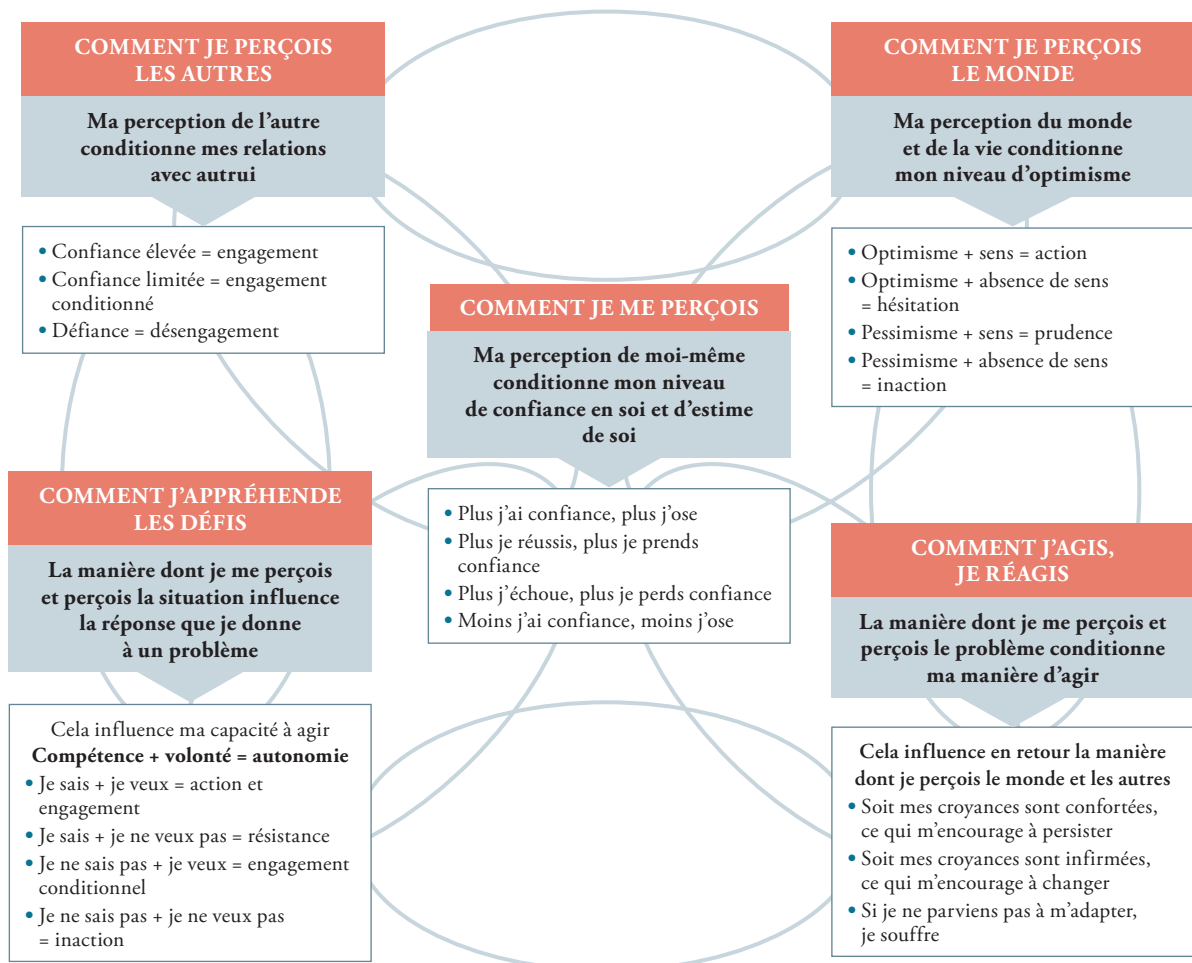 COMMENT JE PERÇOIS
LES AUTRES
Ma perception de l’autre
conditionne mes relations
avec autrui
• Confiance élevée = engagement
• Confiance limitée = engagement
conditionné
• Défiance = désengagement
COMMENT JE PERÇOIS
LE MONDE
Ma perception du monde
et de la vie conditionne
mon niveau d’optimisme
• Optimisme + sens = action
• Optimisme + absence de sens
= hésitation
• Pessimisme + sens = prudence
• Pessimisme + absence de sens
= inaction
COMMENT JE ME PERÇOIS
Ma perception de moi-même
conditionne mon niveau
de confiance en soi et d’estime
de soi
• Plus j’ai confiance, plus j’ose
• Plus je réussis, plus je prends
confiance
• Plus j’échoue, plus je perds confiance
• Moins j’ai confiance, moins j’ose
COMMENT J’APPRÉHENDE
LES DÉFIS
La manière dont je me perçois
et perçois la situation influence
la réponse que je donne
à un problème
Cela influence ma capacité à agir
Compétence + volonté = autonomie
• Je sais + je veux = action et
engagement
• Je sais + je ne veux pas = résistance
• Je ne sais pas + je veux = engagement
conditionnel
• Je ne sais pas + je ne veux pas
= inaction
COMMENT J’AGIS,
JE RÉAGIS
La manière dont je me perçois et
perçois le problème conditionne
ma manière d’agir
Cela influence en retour la manière
dont je perçois le monde et les autres
• Soit mes croyances sont confortées,
ce qui m’encourage à persister
• Soit mes croyances sont infirmées,
ce qui m’encourage à changer
• Si je ne parviens pas à m’adapter,
je souffre